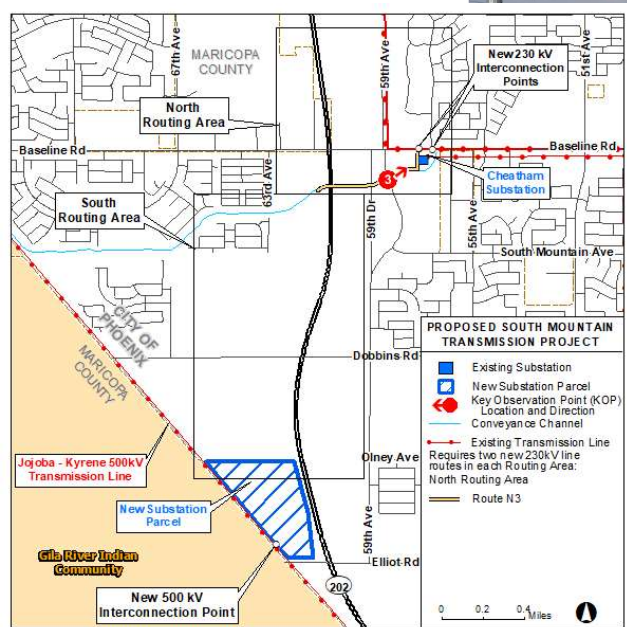 67th Ave
MARICOPA
COUNTY
59th Ave
New 230 kV
Interconnection
Points
51st Ave
North
Routing Area
Baseline Rd
Baseline Rd
3
Cheatham
Substation
63rd Ave
South
Routing Area
59th Dr
55th Ave
South Mountain Ave
CITY OF
PHOENIX
MARICOPA
COUNTY
Dobbins Rd
Jojoba - Kyrene 500kV
Transmission Line
Olney Ave
New Substation
Parcel
59th Ave
Gila River Indian
Community
Elliot Rd
New 500 kV
Interconnection Point
202
PROPOSED SOUTH MOUNTAIN
TRANSMISSION PROJECT
Existing Substation
New Substation Parcel
Key Observation Point (KOP)
Location and Direction
Conveyance Channel
Existing Transmission Line
Requires two new 230kV line
routes in each Routing Area:
North Routing Area
Route N3
0 0.2 0.4
Miles